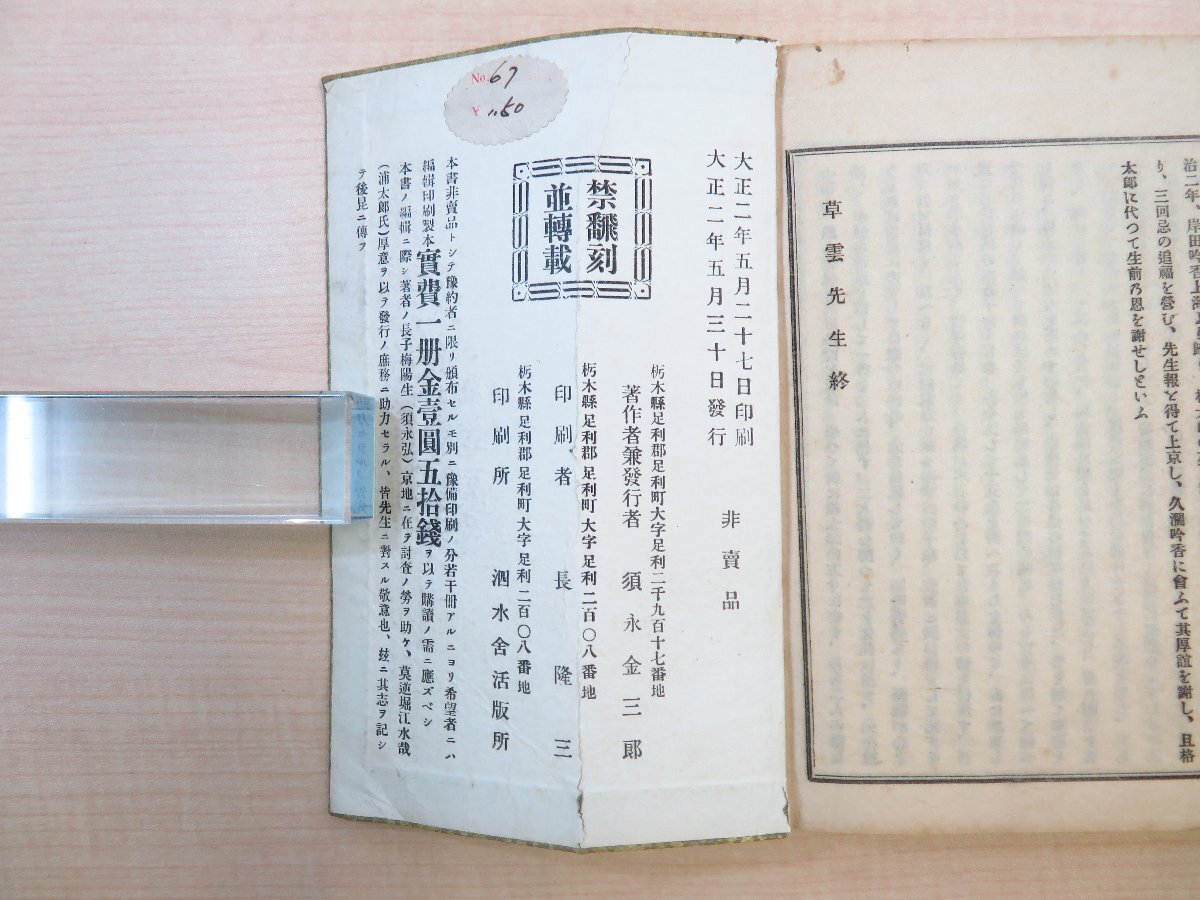 り、三回忌の追福を營む、先生報を得て上京し、久濶吟香に會ふて其厚誼を謝し、且格
太郎に代つて生前乃恩を謝せしといふ
草雲先生終
大正二年五月二十七日印刷
大正二年五月三十日發行
非賣品
栃木縣足利郡足利町大字足利二千九百十七番地
著作者兼發行者 須永金三郎
栃木縣足利郡足利町大字足利二百〇八番地
印刷者 長隆三
栃木縣足利郡足利町大字足利二百〇八番地
印刷所 泗水舍活版所
禁飜刻
並轉載
本書非賣品トシテ豫約者ニ限リ頒布セルモ別ニ豫備印刷ノ分若干册アルニヨリ希望者ニハ
編輯印刷製本實費一册金壹圓五拾錢ヲ以テ購讀ノ需ニ應ズベシ
本書ノ編輯ニ際シ著者ノ長子梅陽生(須永弘)京地ニ在テ討査ノ勞ヲ助ケ、莫逆堀江水哉
(浦太郎氏)厚意ヲ以テ發行ノ庶務ニ助力セラル、皆先生ニ對スル敬意也、玆ニ其志ヲ記シ
テ後昆ニ傳フ
No. 67
¥ 1.50